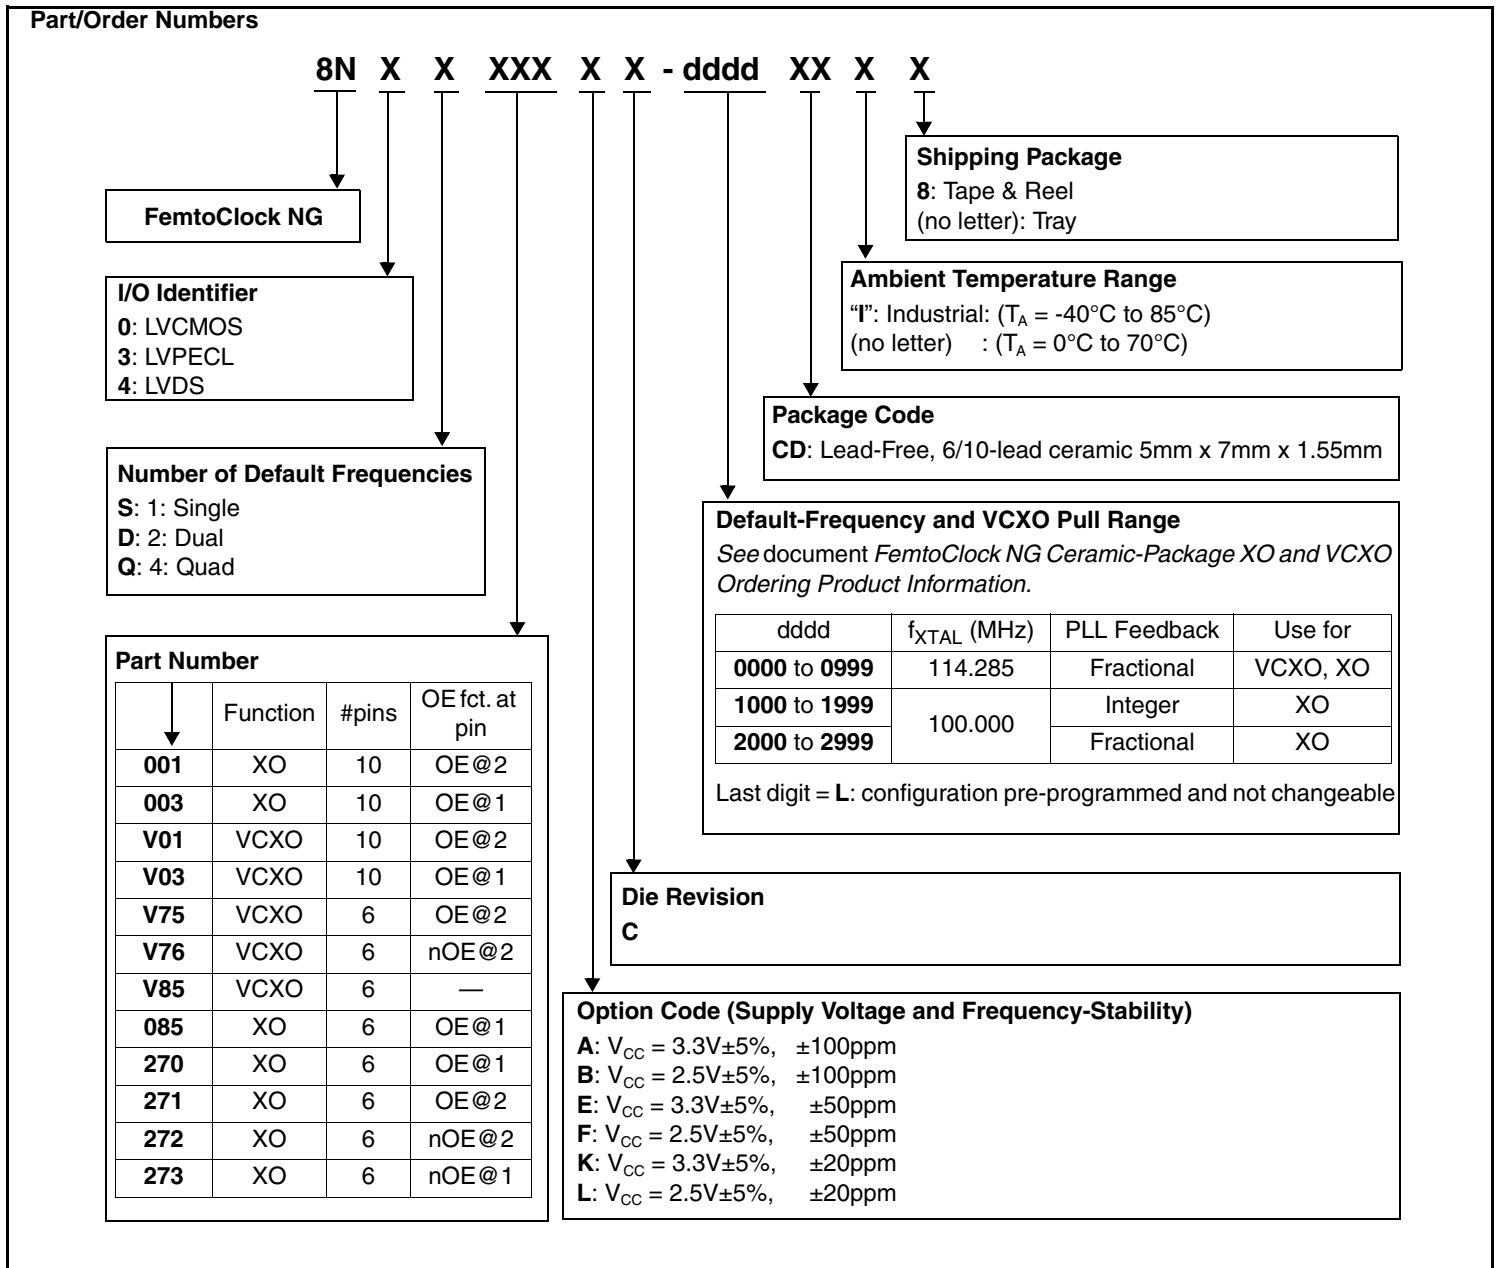 Part/Order Numbers
8N X X XXX X X - dddd XX X X
Shipping Package
8: Tape & Reel
(no letter): Tray
FemtoClock NG
Ambient Temperature Range
“I”: Industrial: (TA = -40°C to 85°C)
(no letter) : (TA = 0°C to 70°C)
I/O Identifier
0: LVCMOS
3: LVPECL
4: LVDS
Package Code
CD: Lead-Free, 6/10-lead ceramic 5mm x 7mm x 1.55mm
Number of Default Frequencies
S: 1: Single
D: 2: Dual
Q: 4: Quad
Default-Frequency and VCXO Pull Range
See document FemtoClock NG Ceramic-Package XO and VCXO
Ordering Product Information.
dddd fXTAL (MHz) PLL Feedback Use for
0000 to 0999 114.285 Fractional VCXO, XO
1000 to 1999 100.000 Integer XO
2000 to 2999 Fractional XO
Last digit = L: configuration pre-programmed and not changeable
Part Number
Function #pins OE fct. at
pin
001 XO 10 OE@2
003 XO 10 OE@1
V01 VCXO 10 OE@2
V03 VCXO 10 OE@1
V75 VCXO 6 OE@2
V76 VCXO 6 nOE@2
V85 VCXO 6 —
085 XO 6 OE@1
270 XO 6 OE@1
271 XO 6 OE@2
272 XO 6 nOE@2
273 XO 6 nOE@1
Die Revision
C
Option Code (Supply Voltage and Frequency-Stability)
A: VCC = 3.3V±5%, ±100ppm
B: VCC = 2.5V±5%, ±100ppm
E: VCC = 3.3V±5%, ±50ppm
F: VCC = 2.5V±5%, ±50ppm
K: VCC = 3.3V±5%, ±20ppm
L: VCC = 2.5V±5%, ±20ppm